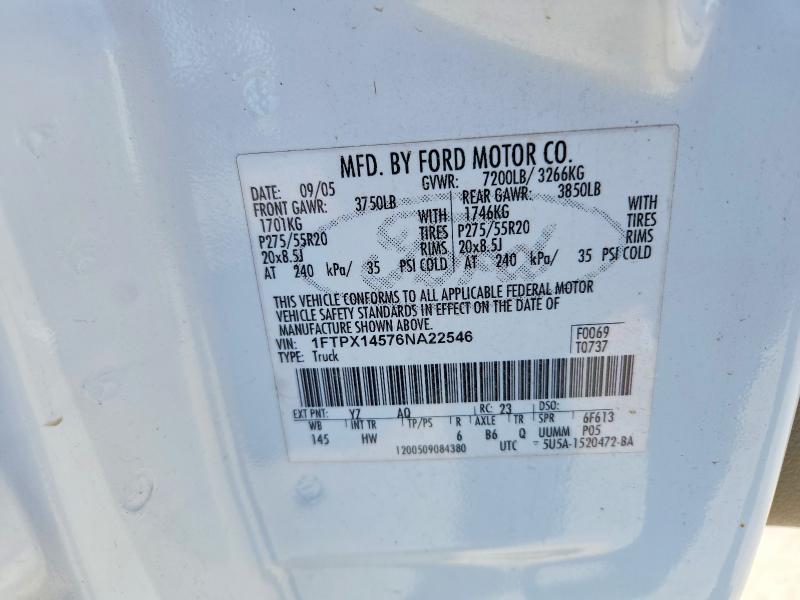 MFD. BY FORD MOTOR CO.
DATE: 09/05 GVWR: 7200LB/ 3266KG
FRONT GAWR: 3750LB REAR GAWR: 3850LB
1701KG WITH 1746KG WITH
P275/55R20 TIRES P275/55R20 TIRES
20x8.5J RIMS 20x8.5J RIMS
AT 240 kPa/ 35 PSI COLD AT 240 kPa/ 35 PSI COLD
THIS VEHICLE CONFORMS TO ALL APPLICABLE FEDERAL MOTOR
VEHICLE SAFETY STANDARDS IN EFFECT ON THE DATE OF
MANUFACTURE SHOWN ABOVE.
VIN: 1FTPX14576NA22546 F0069
TYPE: Truck T0737
EXT PNT: YZ AQ RC: 23 DSO:
WB INT TR TP/PS R AXLE TR SPR 6F613
145 HW 6 B6 Q UUMM P05
1200509084380 UTC 5U5A-1520472-BA
Ford